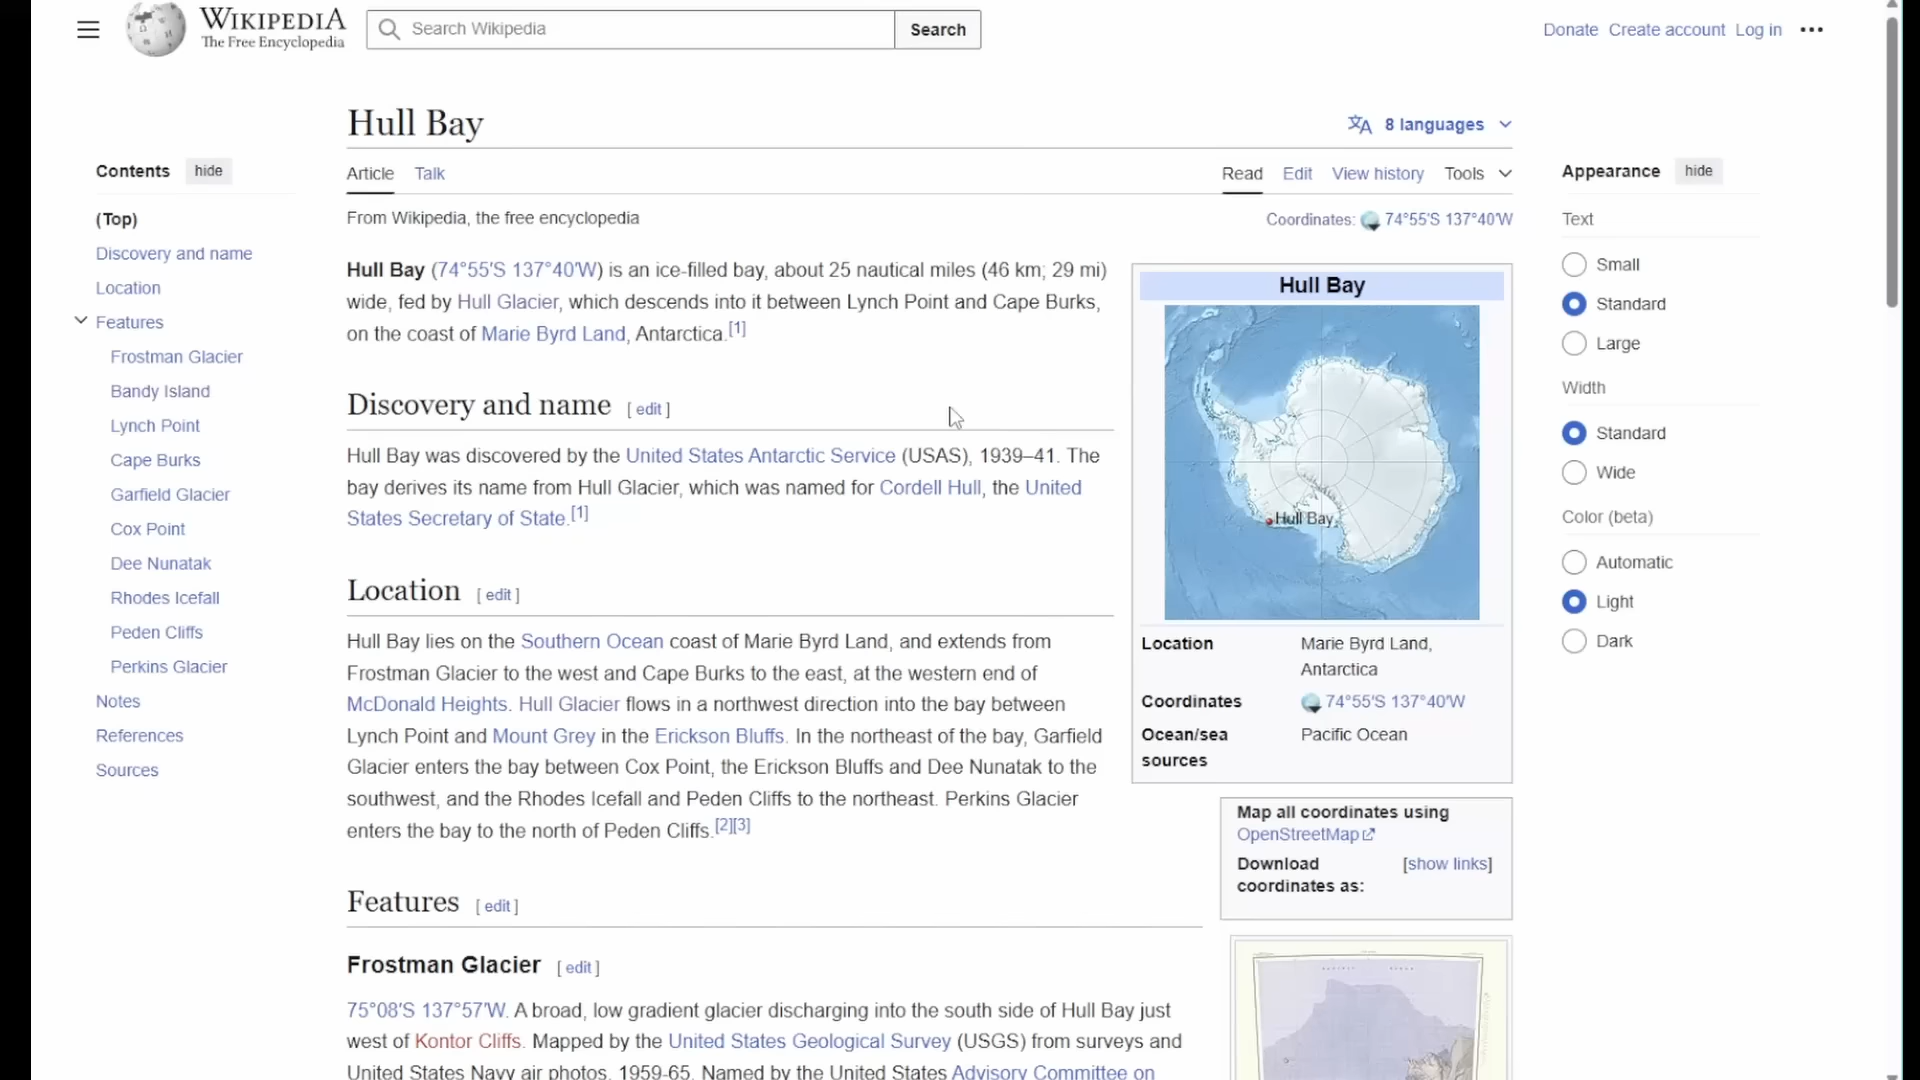 WIKIPEDIA
The Free Encyclopedia
Search Wikipedia
Search
Donate Create account Log in
Hull Bay
8 languages
Contents hide
(Top)
Discovery and name
Location
Features
Frostman Glacier
Bandy Island
Lynch Point
Cape Burks
Garfield Glacier
Cox Point
Dee Nunatak
Rhodes Icefall
Peden Cliffs
Perkins Glacier
Notes
References
Sources
Article Talk
Read Edit View history Tools
From Wikipedia, the free encyclopedia
Coordinates: 74°55′S 137°40′W
Hull Bay (74°55′S 137°40′W) is an ice-filled bay, about 25 nautical miles (46 km; 29 mi)
wide, fed by Hull Glacier, which descends into it between Lynch Point and Cape Burks,
on the coast of Marie Byrd Land, Antarctica.[1]
Discovery and name [ edit ]
Hull Bay was discovered by the United States Antarctic Service (USAS), 1939–41. The
bay derives its name from Hull Glacier, which was named for Cordell Hull, the United
States Secretary of State.[1]
Location [ edit ]
Hull Bay lies on the Southern Ocean coast of Marie Byrd Land, and extends from
Frostman Glacier to the west and Cape Burks to the east, at the western end of
McDonald Heights. Hull Glacier flows in a northwest direction into the bay between
Lynch Point and Mount Grey in the Erickson Bluffs. In the northeast of the bay, Garfield
Glacier enters the bay between Cox Point, the Erickson Bluffs and Dee Nunatak to the
southwest, and the Rhodes Icefall and Peden Cliffs to the northeast. Perkins Glacier
enters the bay to the north of Peden Cliffs.[2][3]
Features [ edit ]
Frostman Glacier [ edit ]
75°08′S 137°57′W. A broad, low gradient glacier discharging into the south side of Hull Bay just
west of Kontor Cliffs. Mapped by the United States Geological Survey (USGS) from surveys and
United States Navy air photos, 1959-65. Named by the United States Advisory Committee on
Hull Bay
Hull Bay
Location Marie Byrd Land,
Antarctica
Coordinates 74°55′S 137°40′W
Ocean/sea Pacific Ocean
sources
Map all coordinates using
OpenStreetMap
Download [show links]
coordinates as:
Appearance hide
Text
Small
Standard
Large
Width
Standard
Wide
Color (beta)
Automatic
Light
Dark